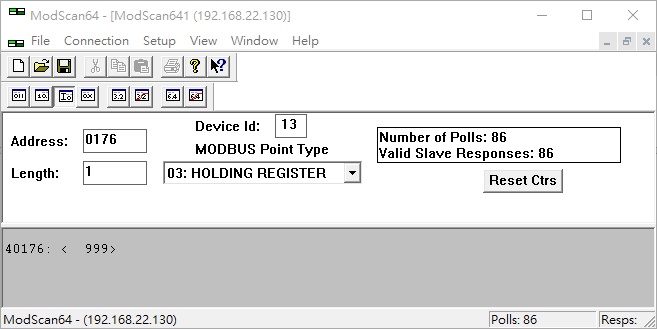 ModScan64 - [ModScan641 (192.168.22.130)]
File Connection Setup View Window Help
Address: 0176
Device Id: 13
MODBUS Point Type
Length: 1
03: HOLDING REGISTER
Number of Polls: 86
Valid Slave Responses: 86
Reset Ctrs
40176: < 999>
ModScan64 - (192.168.22.130) Polls: 86 Resps: